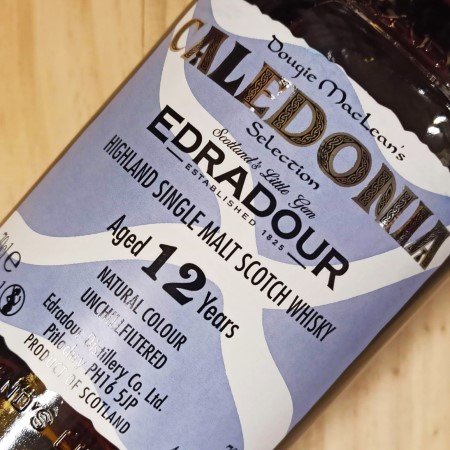 Dougie MacLean's
CALEDONIA
Selection
EDRADOUR
Scotland's Little Gem
ESTABLISHED 1825
HIGHLAND SINGLE MALT SCOTCH WHISKY
Aged 12 Years
NATURAL COLOUR
UNCHILLFILTERED
Edradour Distillery Co. Ltd.
Pitlochry PH16 5JP
PRODUCT OF SCOTLAND